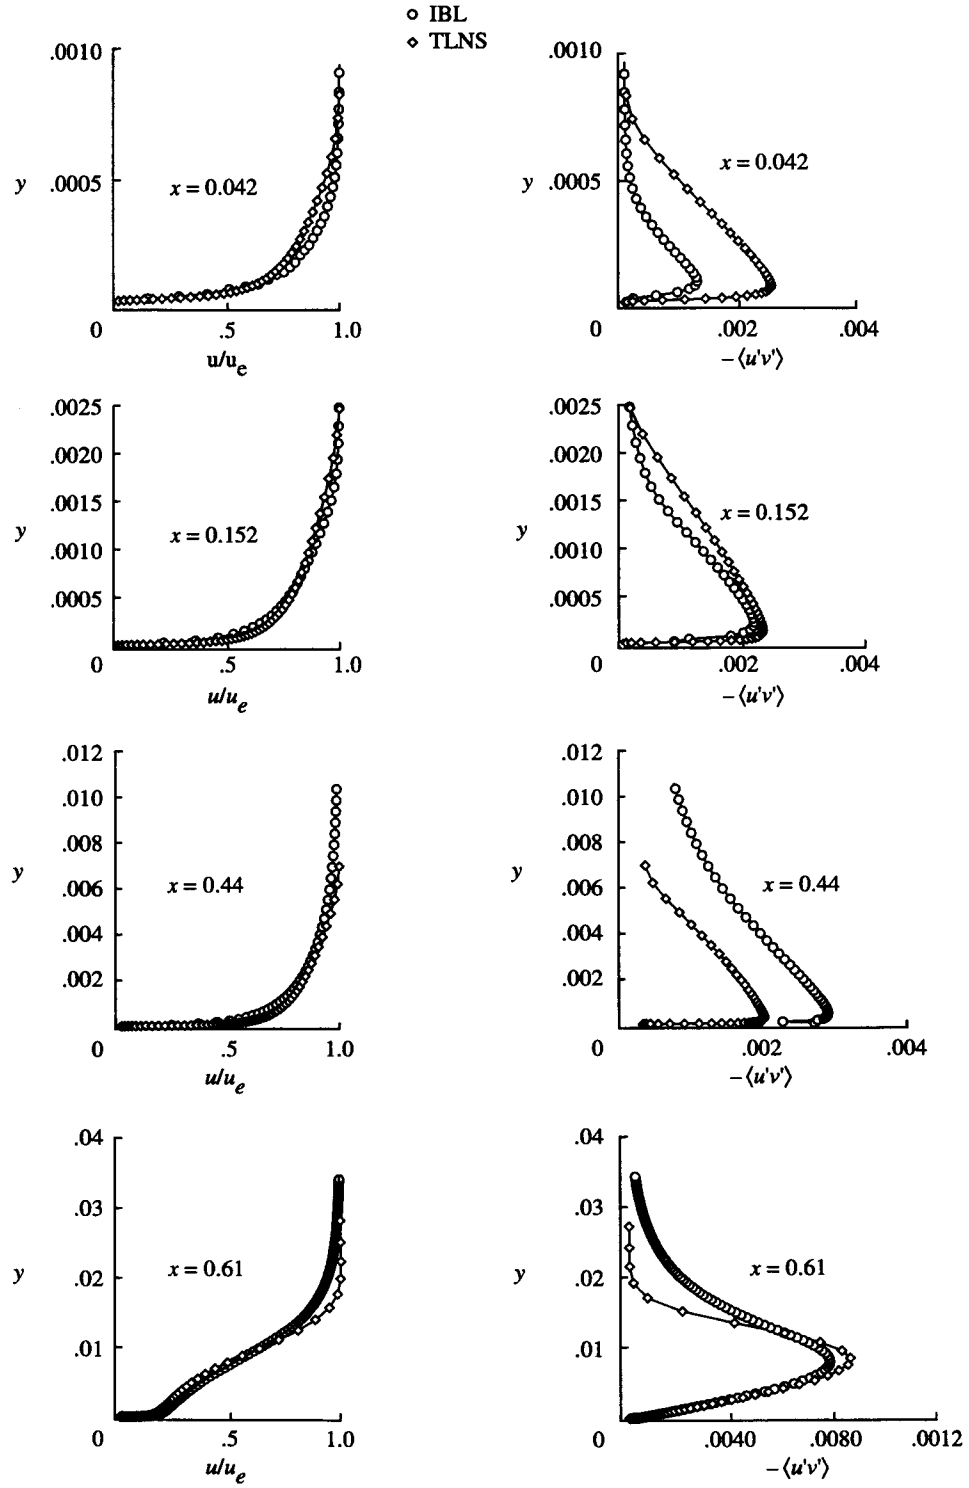 IBL
TLNS
.0010
y .0005
x = 0.042
0 .5 1.0
u/u_e
.0010
y .0005
x = 0.042
0 .002 .004
–⟨u'v'⟩
.0025
.0020
.0015
y
.0010
.0005
x = 0.152
0 .5 1.0
u/u_e
.0025
.0020
.0015
y
.0010
.0005
x = 0.152
0 .002 .004
–⟨u'v'⟩
.012
.010
.008
y
.006
.004
.002
x = 0.44
0 .5 1.0
u/u_e
.012
.010
.008
y
.006
.004
.002
x = 0.44
0 .002 .004
–⟨u'v'⟩
.04
.03
y .02
.01
x = 0.61
0 .5 1.0
u/u_e
.04
.03
y .02
.01
x = 0.61
0 .0040 .0080 .0012
–⟨u'v'⟩